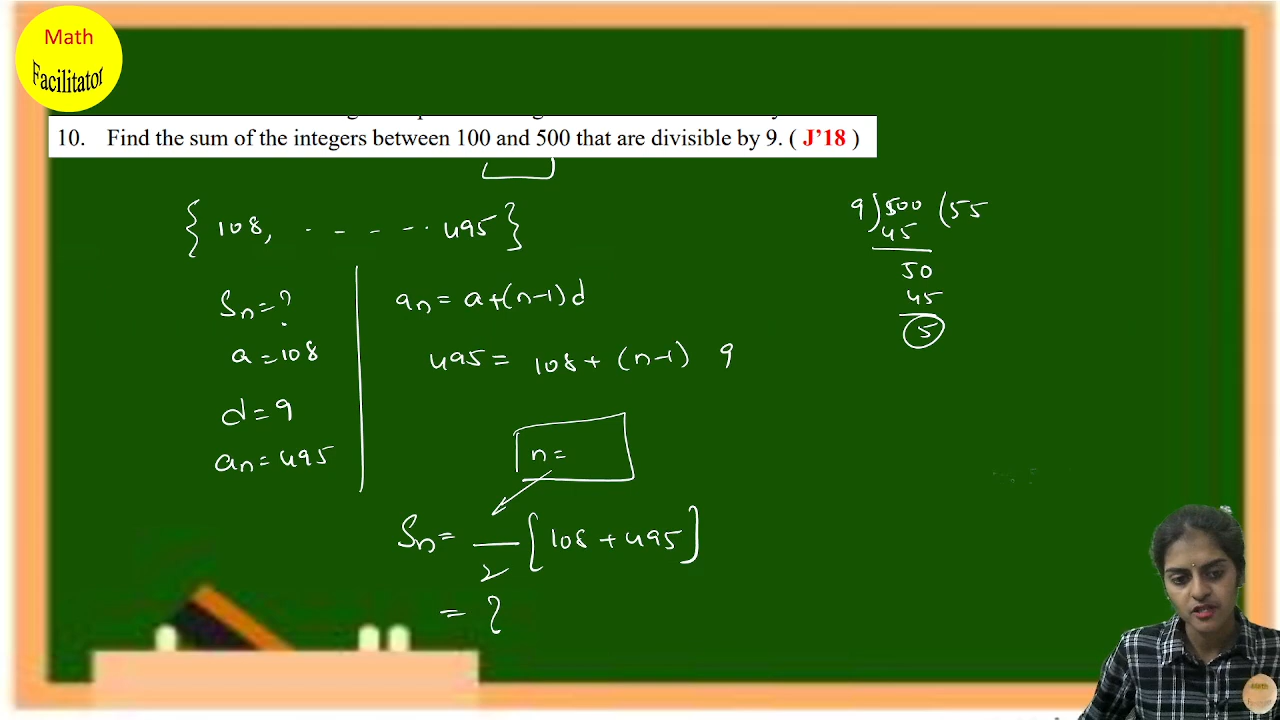 Math
Facilitator
10. Find the sum of the integers between 100 and 500 that are divisible by 9. ( J’18 )
{ 108, . - - - - - . 495 }
9 ) 500 ( 55
45
50
45
5
Sn = ?
a = 108
d = 9
an = 495
an = a + (n-1) d
495 = 108 + (n-1) 9
n =
Sn = — [ 108 + 495 ]
2
= ?